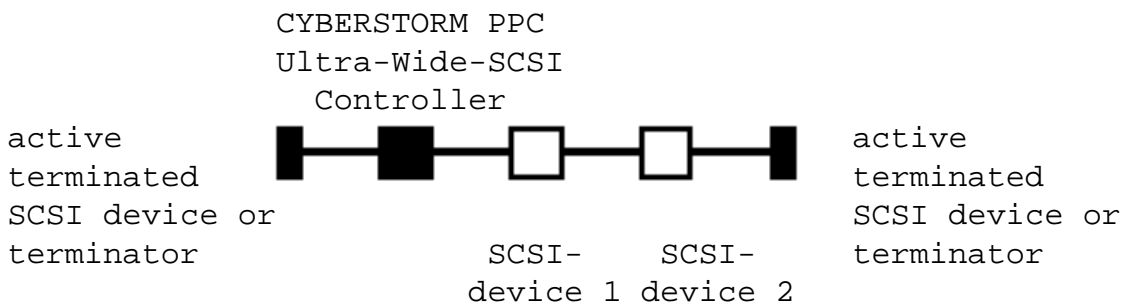 CYBERSTORM PPC
Ultra-Wide-SCSI
Controller
active
terminated
SCSI device or
terminator
SCSI-
device 1
SCSI-
device 2
active
terminated
SCSI device or
terminator